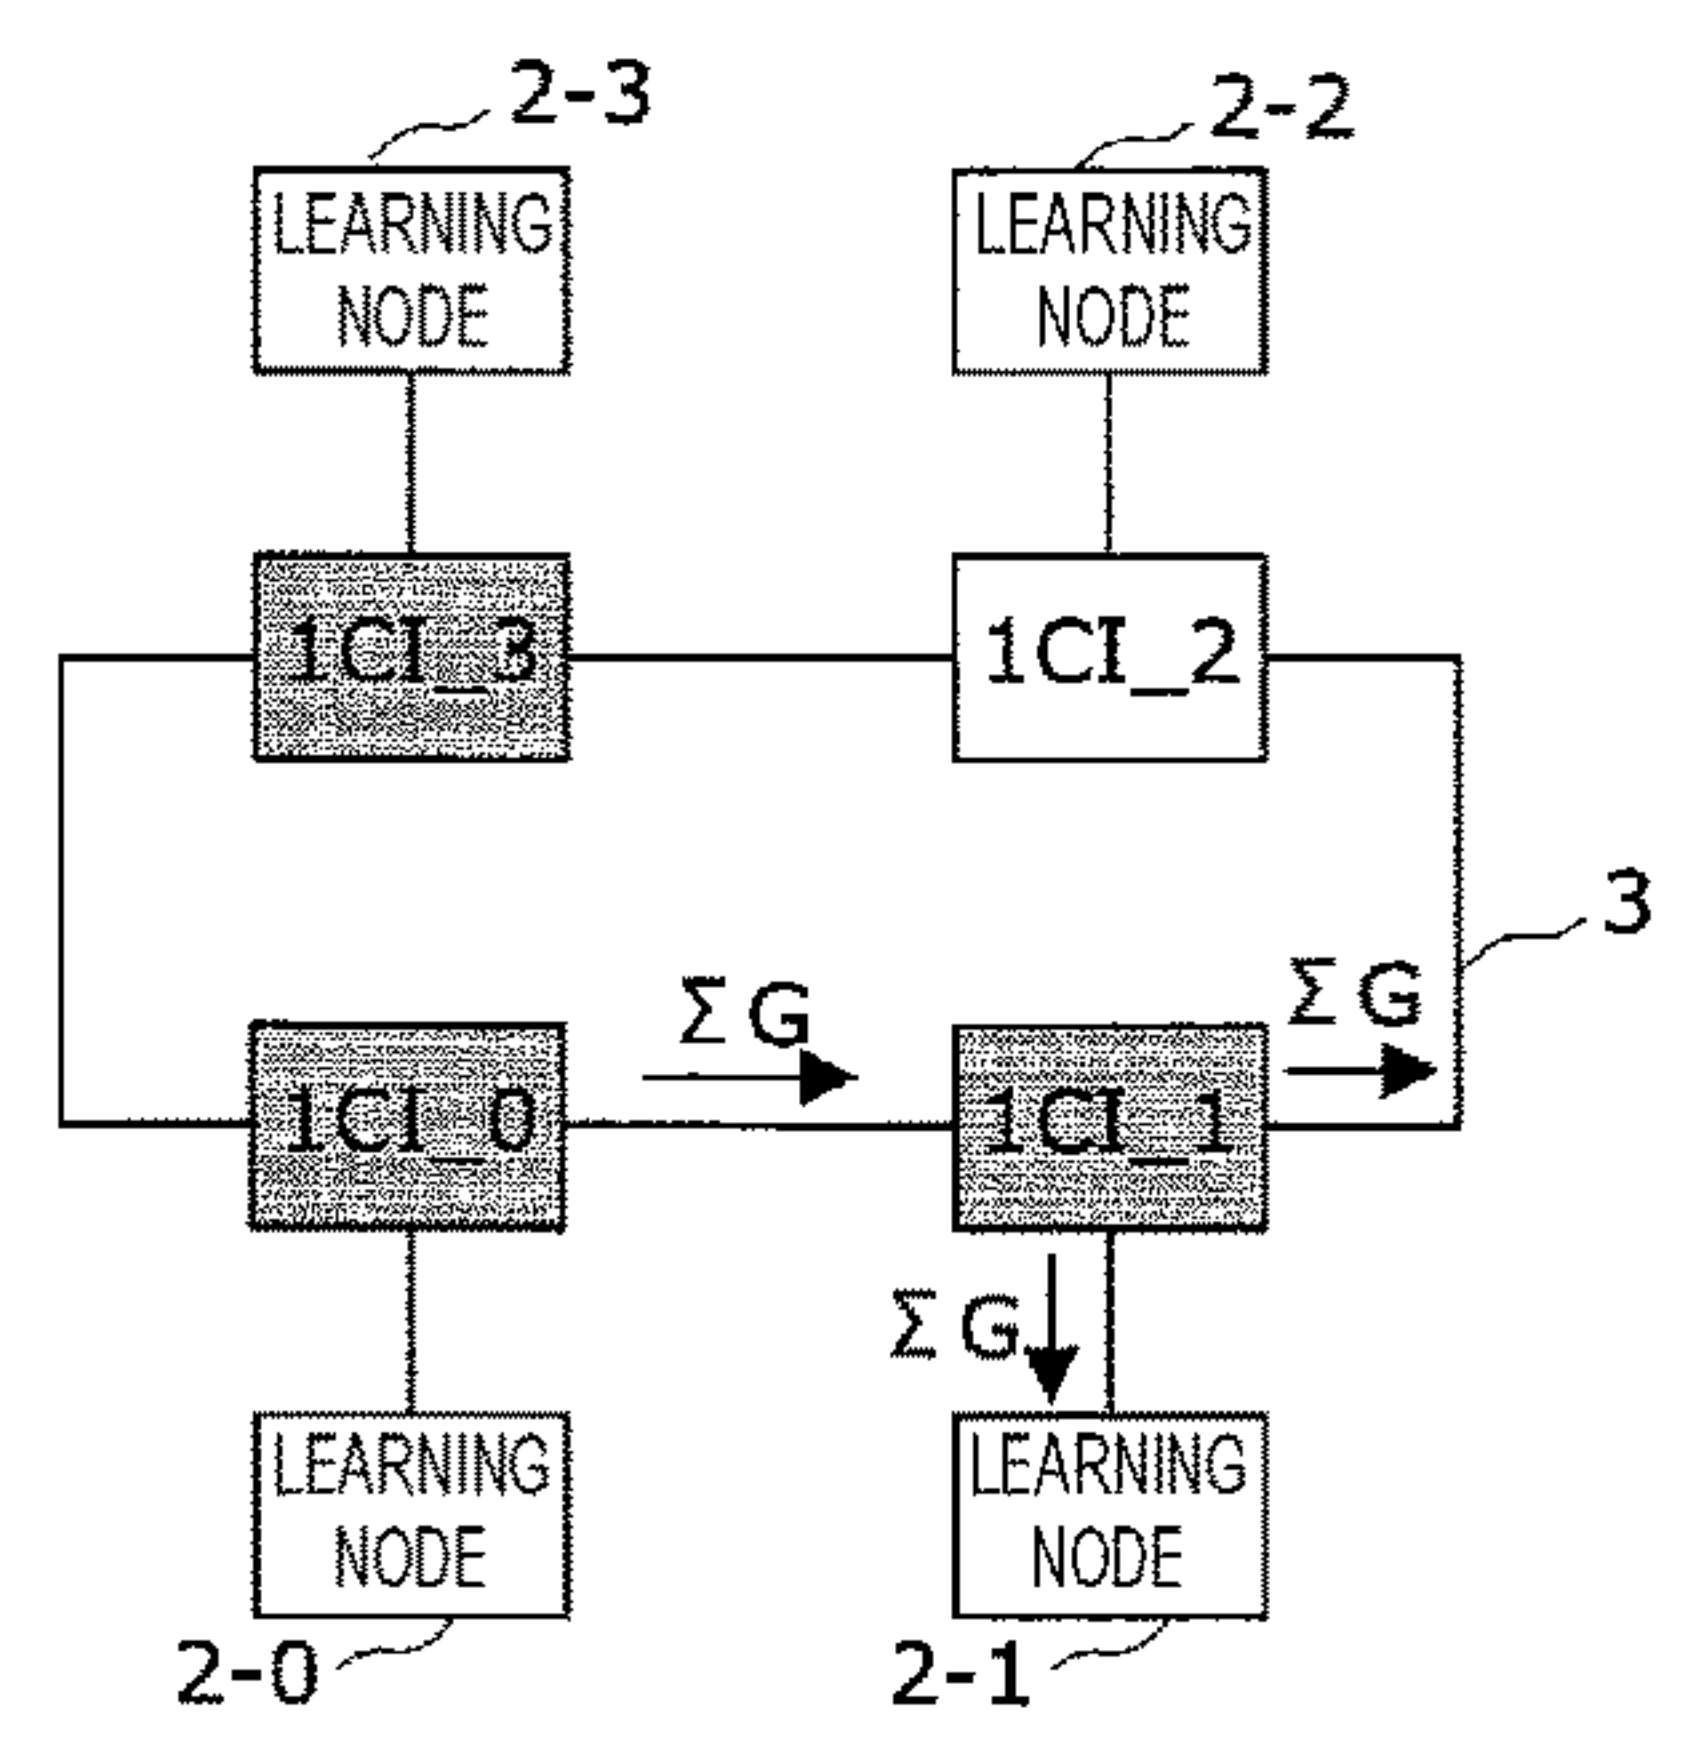 2-3
2-2
LEARNING
NODE
LEARNING
NODE
1CI_3
1CI_2
3
ΣG
ΣG
1CI_0
1CI_1
ΣG
LEARNING
NODE
LEARNING
NODE
2-0
2-1